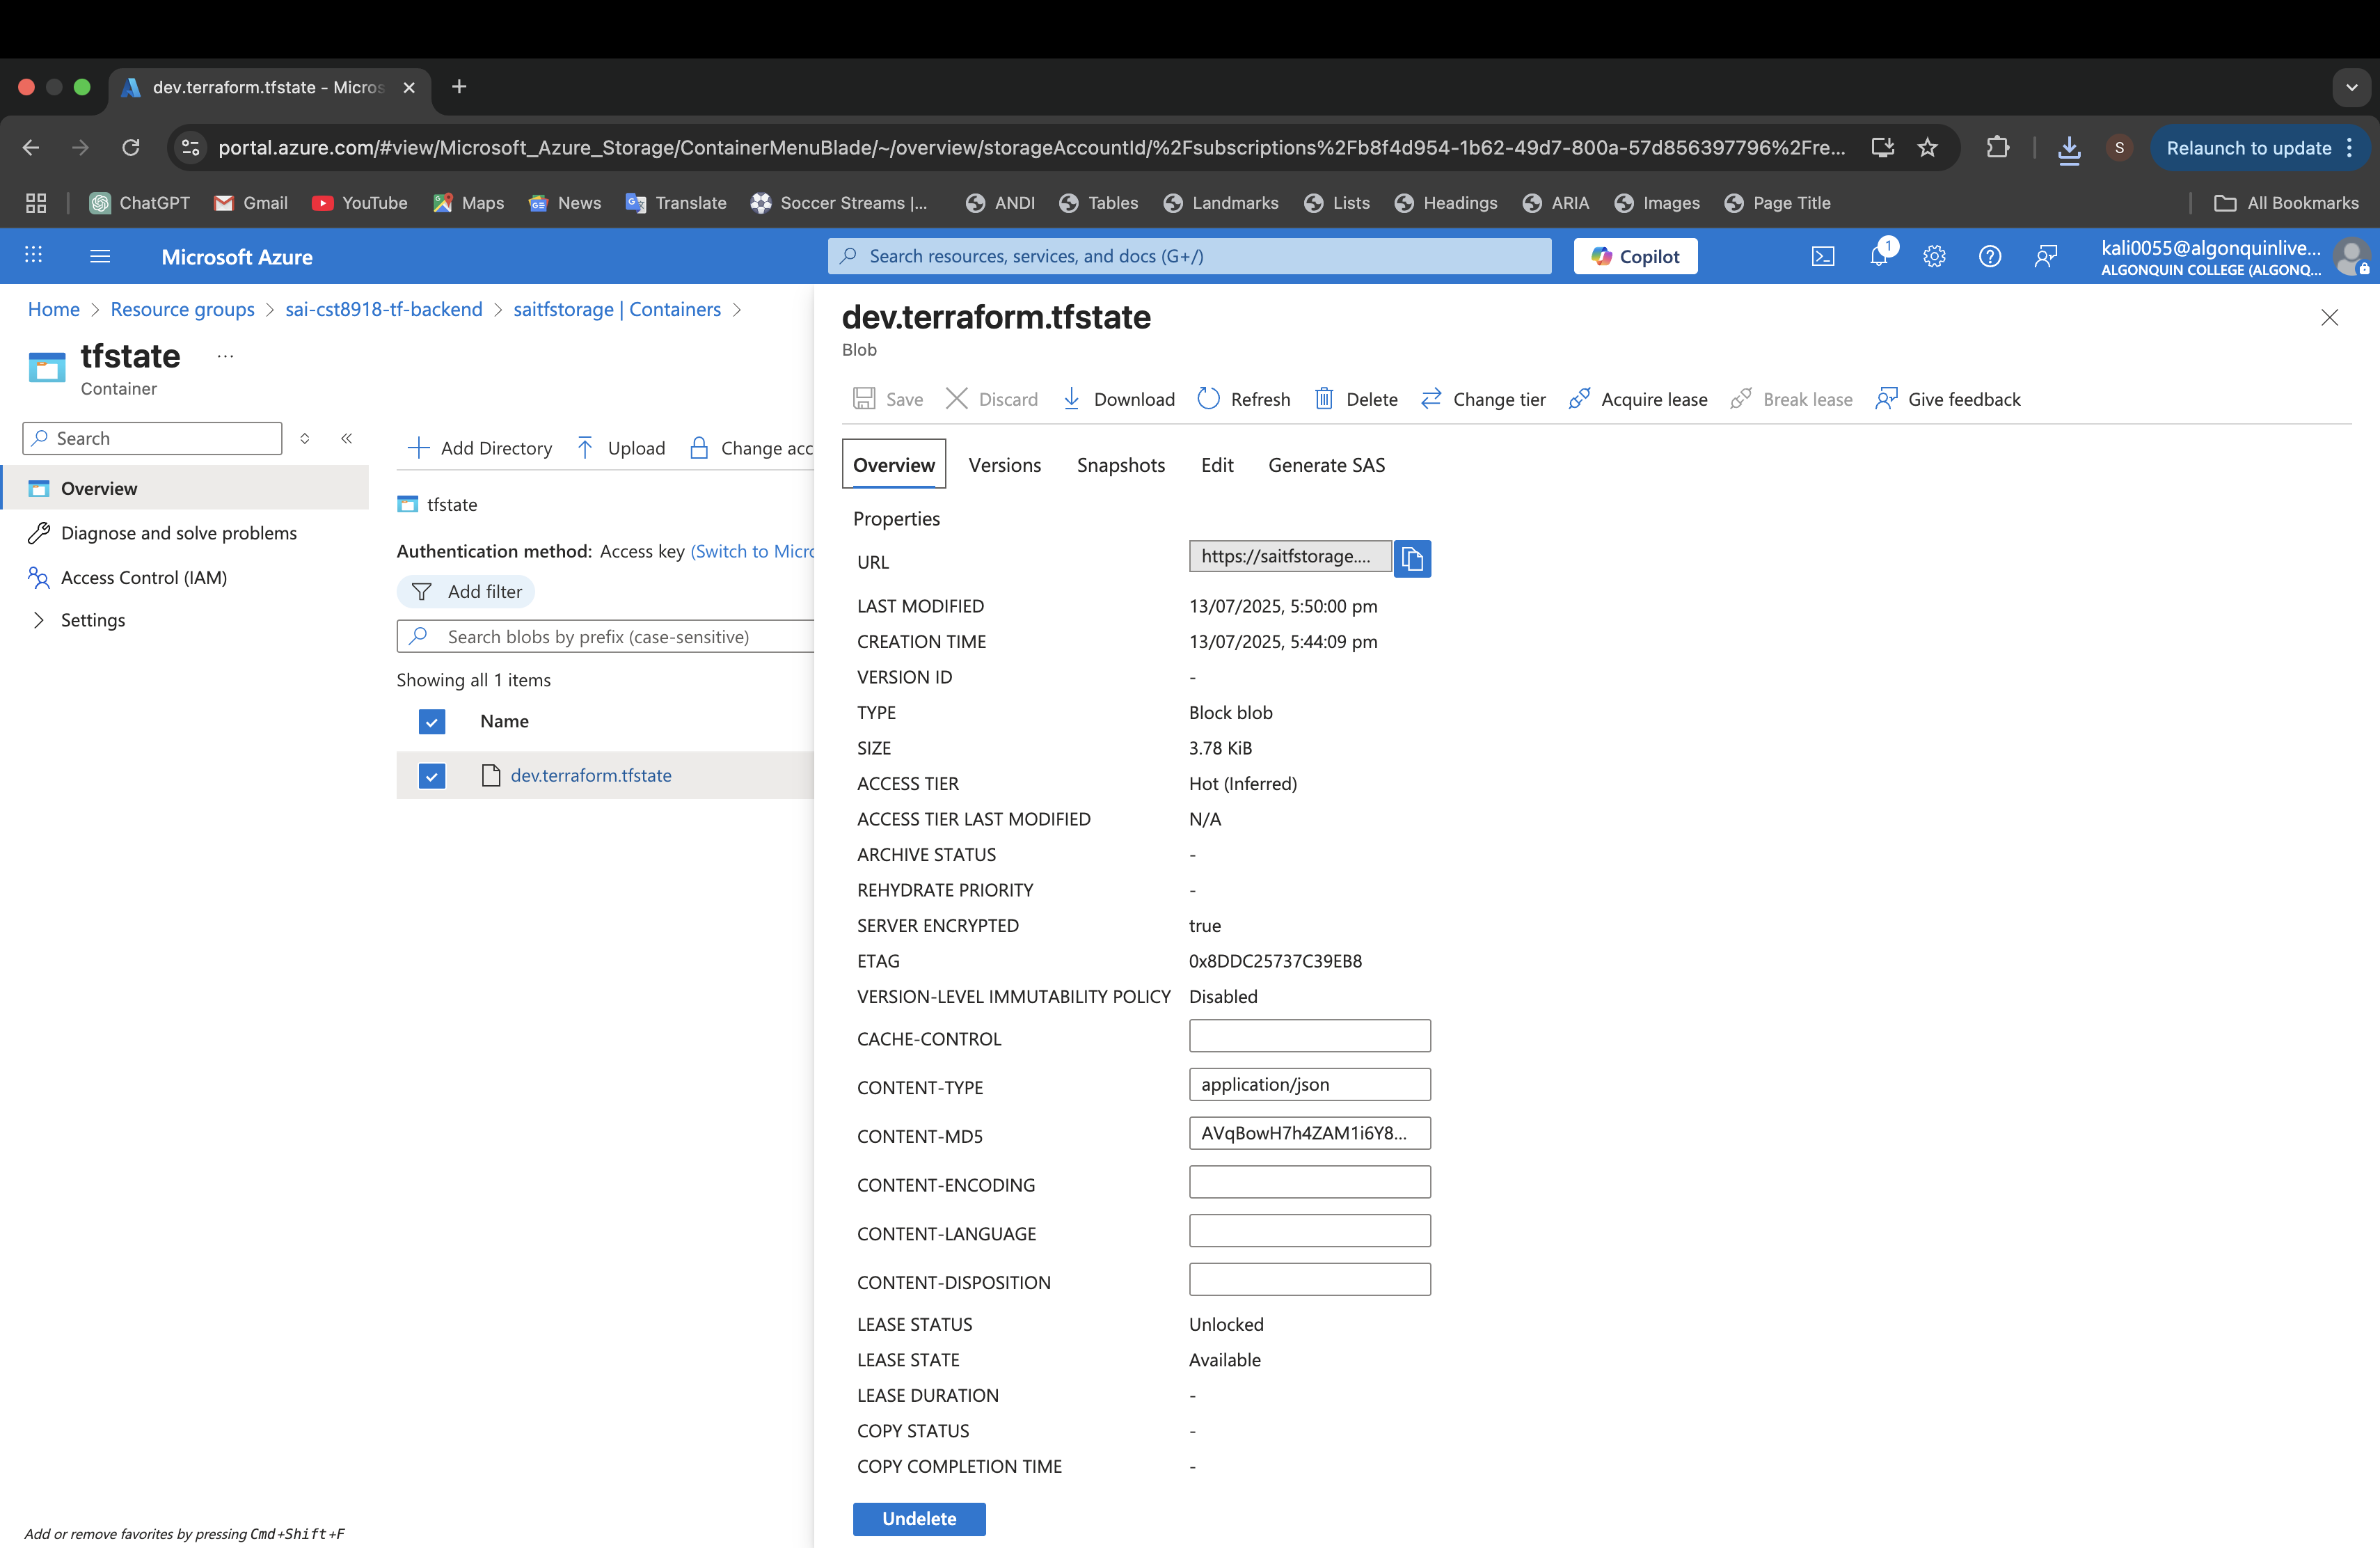 dev.terraform.tfstate - Micros
portal.azure.com/#view/Microsoft_Azure_Storage/ContainerMenuBlade/~/overview/storageAccountId/%2Fsubscriptions%2Fb8f4d954-1b62-49d7-800a-57d856397796%2Fre...
S
Relaunch to update
ChatGPT
Gmail
YouTube
Maps
News
Translate
Soccer Streams |...
ANDI
Tables
Landmarks
Lists
Headings
ARIA
Images
Page Title
All Bookmarks
Microsoft Azure
Search resources, services, and docs (G+/)
Copilot
1
kali0055@algonquinlive...
ALGONQUIN COLLEGE (ALGONQ...
Home > Resource groups > sai-cst8918-tf-backend > saitfstorage | Containers >
tfstate
...
Container
Search
Overview
Diagnose and solve problems
Access Control (IAM)
Settings
Add or remove favorites by pressing Cmd+Shift+F
Add Directory
Upload
Change acc
tfstate
Authentication method: Access key (Switch to Micro
Add filter
Search blobs by prefix (case-sensitive)
Showing all 1 items
Name
dev.terraform.tfstate
dev.terraform.tfstate
Blob
Save
Discard
Download
Refresh
Delete
Change tier
Acquire lease
Break lease
Give feedback
Overview
Versions
Snapshots
Edit
Generate SAS
Properties
URL https://saitfstorage....
LAST MODIFIED 13/07/2025, 5:50:00 pm
CREATION TIME 13/07/2025, 5:44:09 pm
VERSION ID -
TYPE Block blob
SIZE 3.78 KiB
ACCESS TIER Hot (Inferred)
ACCESS TIER LAST MODIFIED N/A
ARCHIVE STATUS -
REHYDRATE PRIORITY -
SERVER ENCRYPTED true
ETAG 0x8DDC25737C39EB8
VERSION-LEVEL IMMUTABILITY POLICY Disabled
CACHE-CONTROL
CONTENT-TYPE application/json
CONTENT-MD5 AVqBowH7h4ZAM1i6Y8...
CONTENT-ENCODING
CONTENT-LANGUAGE
CONTENT-DISPOSITION
LEASE STATUS Unlocked
LEASE STATE Available
LEASE DURATION -
COPY STATUS -
COPY COMPLETION TIME -
Undelete